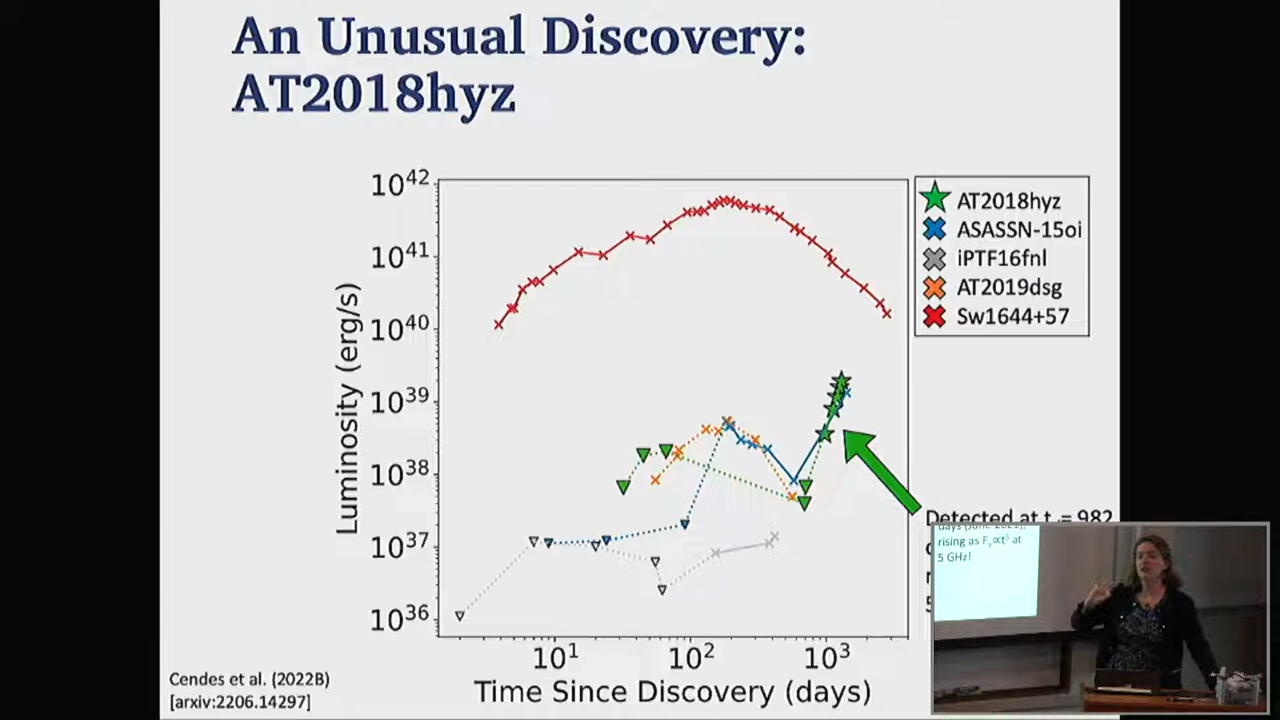 An Unusual Discovery:
AT2018hyz
10^42
10^41
10^40
10^39
10^38
10^37
10^36
Luminosity (erg/s)
10^1
10^2
10^3
Time Since Discovery (days)
AT2018hyz
ASASSN-15oi
iPTF16fnl
AT2019dsg
Sw1644+57
Detected at t = 982
days (June 2021),
rising as Fν∝t^5 at
5 GHz!
Cendes et al. (2022B)
[arxiv:2206.14297]